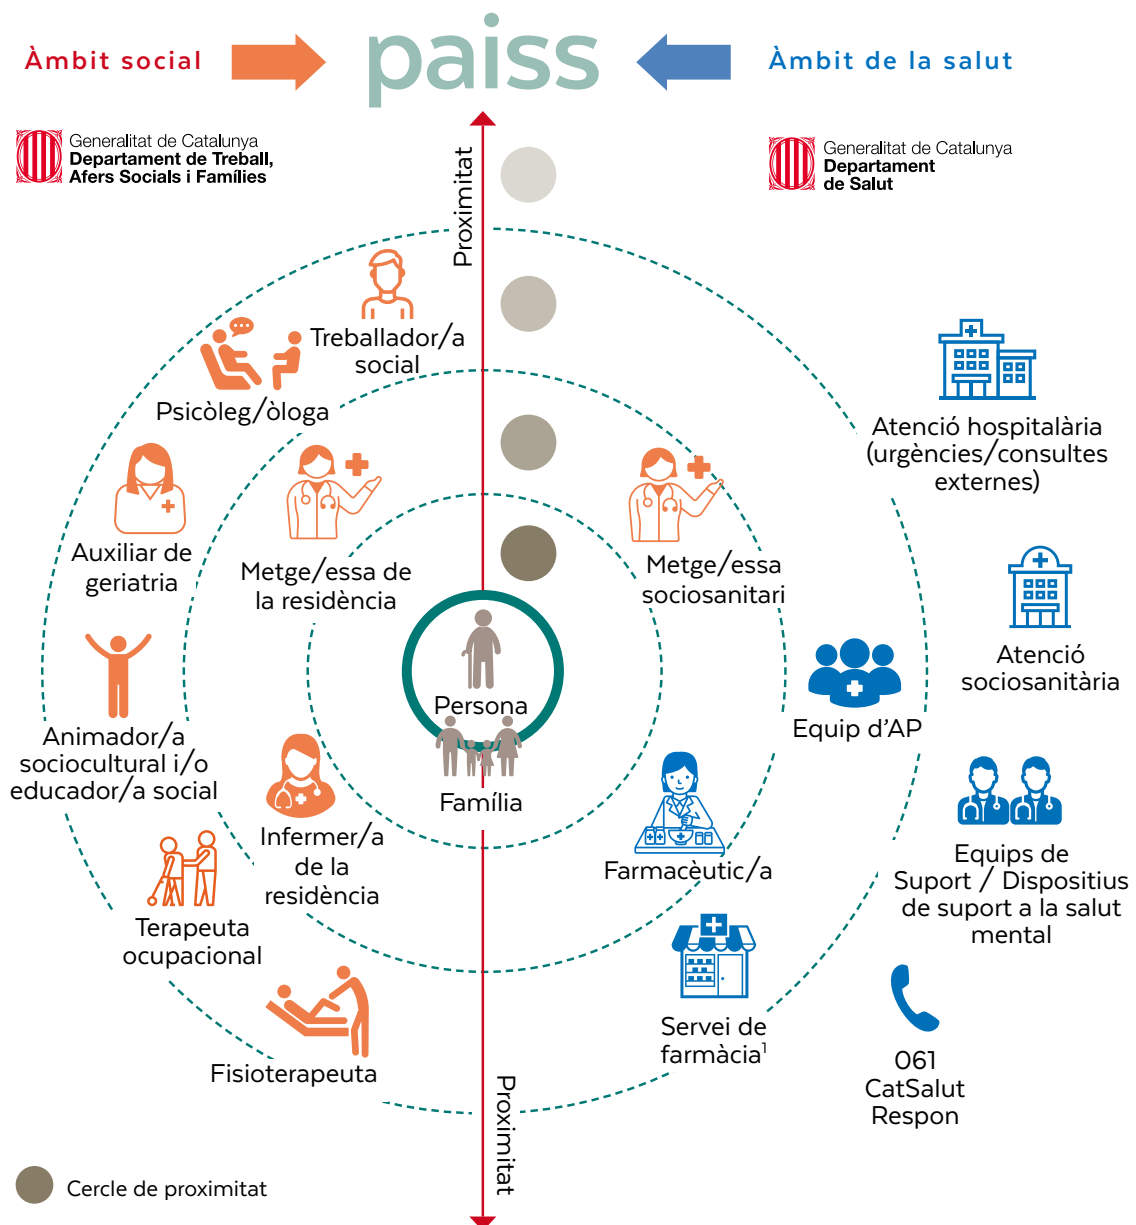 Àmbit social
paiss
Àmbit de la salut
Generalitat de Catalunya
Departament de Treball,
Afers Socials i Famílies
Generalitat de Catalunya
Departament
de Salut
Proximitat
Treballador/a
social
Psicòleg/òloga
Atenció hospitalària
(urgències/consultes
externes)
Auxiliar de
geriatria
Metge/essa de
la residència
Metge/essa
sociosanitari
Persona
Família
Equip d'AP
Atenció
sociosanitària
Animador/a
sociocultural i/o
educador/a social
Infermer/a
de la
residència
Farmacèutic/a
Equips de
Suport / Dispositius
de suport a la salut
mental
Terapeuta
ocupacional
Fisioterapeuta
Servei de
farmàcia¹
061
CatSalut
Respon
Proximitat
Cercle de proximitat